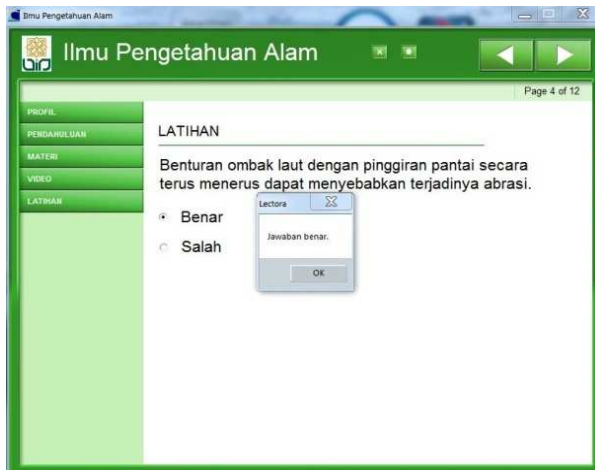 Ilmu Pengetahuan Alam
Ilmu Pengetahuan Alam
Page 4 of 12
PROFIL
PENDAHULUAN
MATERI
VIDEO
LATIHAN
LATIHAN
Benturan ombak laut dengan pinggiran pantai secara
terus menerus dapat menyebabkan terjadinya abrasi.
Benar
Salah
Lectora
Jawaban benar.
OK